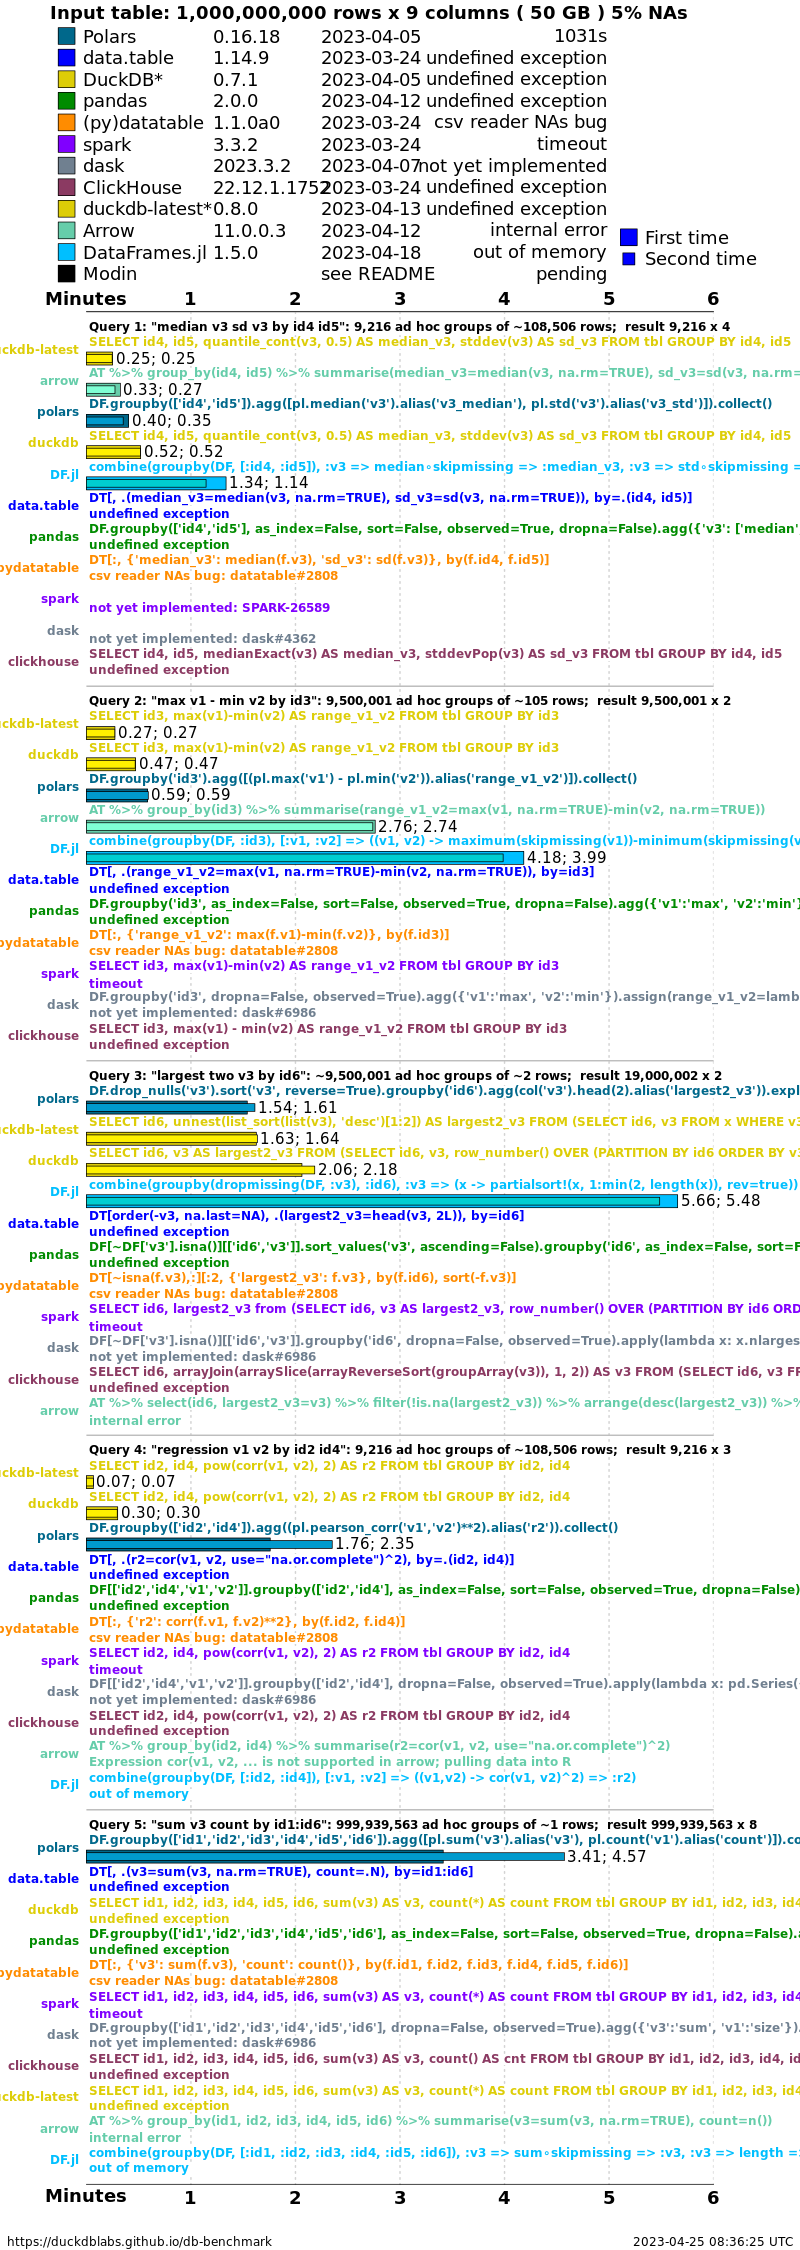 Input table: 1,000,000,000 rows x 9 columns ( 50 GB ) 5% NAs
Polars 0.16.18 2023-04-05 1031s
data.table 1.14.9 2023-03-24 undefined exception
DuckDB* 0.7.1 2023-04-05 undefined exception
pandas 2.0.0 2023-04-12 undefined exception
(py)datatable 1.1.0a0 2023-03-24 csv reader NAs bug
spark 3.3.2 2023-03-24 timeout
dask 2023.3.2 2023-04-07 not yet implemented
ClickHouse 22.12.1.1752 2023-03-24 undefined exception
duckdb-latest* 0.8.0 2023-04-13 undefined exception
Arrow 11.0.0.3 2023-04-12 internal error
DataFrames.jl 1.5.0 2023-04-18 out of memory
Modin see README pending
First time
Second time
Minutes 1 2 3 4 5 6
Query 1: "median v3 sd v3 by id4 id5": 9,216 ad hoc groups of ~108,506 rows; result 9,216 x 4
uckdb-latest SELECT id4, id5, quantile_cont(v3, 0.5) AS median_v3, stddev(v3) AS sd_v3 FROM tbl GROUP BY id4, id5
0.25; 0.25
arrow AT %>% group_by(id4, id5) %>% summarise(median_v3=median(v3, na.rm=TRUE), sd_v3=sd(v3, na.rm=
0.33; 0.27
polars DF.groupby(['id4','id5']).agg([pl.median('v3').alias('v3_median'), pl.std('v3').alias('v3_std')]).collect()
0.40; 0.35
duckdb SELECT id4, id5, quantile_cont(v3, 0.5) AS median_v3, stddev(v3) AS sd_v3 FROM tbl GROUP BY id4, id5
0.52; 0.52
DF.jl combine(groupby(DF, [:id4, :id5]), :v3 => median∘skipmissing => :median_v3, :v3 => std∘skipmissing =
1.34; 1.14
data.table DT[, .(median_v3=median(v3, na.rm=TRUE), sd_v3=sd(v3, na.rm=TRUE)), by=.(id4, id5)]
undefined exception
pandas DF.groupby(['id4','id5'], as_index=False, sort=False, observed=True, dropna=False).agg({'v3': ['median'
undefined exception
pydatatable DT[:, {'median_v3': median(f.v3), 'sd_v3': sd(f.v3)}, by(f.id4, f.id5)]
csv reader NAs bug: datatable#2808
spark
not yet implemented: SPARK-26589
dask
not yet implemented: dask#4362
clickhouse SELECT id4, id5, medianExact(v3) AS median_v3, stddevPop(v3) AS sd_v3 FROM tbl GROUP BY id4, id5
undefined exception
Query 2: "max v1 - min v2 by id3": 9,500,001 ad hoc groups of ~105 rows; result 9,500,001 x 2
uckdb-latest SELECT id3, max(v1)-min(v2) AS range_v1_v2 FROM tbl GROUP BY id3
0.27; 0.27
duckdb SELECT id3, max(v1)-min(v2) AS range_v1_v2 FROM tbl GROUP BY id3
0.47; 0.47
polars DF.groupby('id3').agg([(pl.max('v1') - pl.min('v2')).alias('range_v1_v2')]).collect()
0.59; 0.59
arrow AT %>% group_by(id3) %>% summarise(range_v1_v2=max(v1, na.rm=TRUE)-min(v2, na.rm=TRUE))
2.76; 2.74
DF.jl combine(groupby(DF, :id3), [:v1, :v2] => ((v1, v2) -> maximum(skipmissing(v1))-minimum(skipmissing(v
4.18; 3.99
data.table DT[, .(range_v1_v2=max(v1, na.rm=TRUE)-min(v2, na.rm=TRUE)), by=id3]
undefined exception
pandas DF.groupby('id3', as_index=False, sort=False, observed=True, dropna=False).agg({'v1':'max', 'v2':'min'}
undefined exception
pydatatable DT[:, {'range_v1_v2': max(f.v1)-min(f.v2)}, by(f.id3)]
csv reader NAs bug: datatable#2808
spark SELECT id3, max(v1)-min(v2) AS range_v1_v2 FROM tbl GROUP BY id3
timeout
dask DF.groupby('id3', dropna=False, observed=True).agg({'v1':'max', 'v2':'min'}).assign(range_v1_v2=lamb
not yet implemented: dask#6986
clickhouse SELECT id3, max(v1) - min(v2) AS range_v1_v2 FROM tbl GROUP BY id3
undefined exception
Query 3: "largest two v3 by id6": ~9,500,001 ad hoc groups of ~2 rows; result 19,000,002 x 2
polars DF.drop_nulls('v3').sort('v3', reverse=True).groupby('id6').agg(col('v3').head(2).alias('largest2_v3')).expl
1.54; 1.61
uckdb-latest SELECT id6, unnest(list_sort(list(v3), 'desc')[1:2]) AS largest2_v3 FROM (SELECT id6, v3 FROM x WHERE v3
1.63; 1.64
duckdb SELECT id6, v3 AS largest2_v3 FROM (SELECT id6, v3, row_number() OVER (PARTITION BY id6 ORDER BY v3
2.06; 2.18
DF.jl combine(groupby(dropmissing(DF, :v3), :id6), :v3 => (x -> partialsort!(x, 1:min(2, length(x)), rev=true))
5.66; 5.48
data.table DT[order(-v3, na.last=NA), .(largest2_v3=head(v3, 2L)), by=id6]
undefined exception
pandas DF[~DF['v3'].isna()][['id6','v3']].sort_values('v3', ascending=False).groupby('id6', as_index=False, sort=F
undefined exception
pydatatable DT[~isna(f.v3),:][:2, {'largest2_v3': f.v3}, by(f.id6), sort(-f.v3)]
csv reader NAs bug: datatable#2808
spark SELECT id6, largest2_v3 from (SELECT id6, v3 AS largest2_v3, row_number() OVER (PARTITION BY id6 ORD
timeout
dask DF[~DF['v3'].isna()][['id6','v3']].groupby('id6', dropna=False, observed=True).apply(lambda x: x.nlarges
not yet implemented: dask#6986
clickhouse SELECT id6, arrayJoin(arraySlice(arrayReverseSort(groupArray(v3)), 1, 2)) AS v3 FROM (SELECT id6, v3 FR
undefined exception
arrow AT %>% select(id6, largest2_v3=v3) %>% filter(!is.na(largest2_v3)) %>% arrange(desc(largest2_v3)) %>%
internal error
Query 4: "regression v1 v2 by id2 id4": 9,216 ad hoc groups of ~108,506 rows; result 9,216 x 3
uckdb-latest SELECT id2, id4, pow(corr(v1, v2), 2) AS r2 FROM tbl GROUP BY id2, id4
0.07; 0.07
duckdb SELECT id2, id4, pow(corr(v1, v2), 2) AS r2 FROM tbl GROUP BY id2, id4
0.30; 0.30
polars DF.groupby(['id2','id4']).agg((pl.pearson_corr('v1','v2')**2).alias('r2')).collect()
1.76; 2.35
data.table DT[, .(r2=cor(v1, v2, use="na.or.complete")^2), by=.(id2, id4)]
undefined exception
pandas DF[['id2','id4','v1','v2']].groupby(['id2','id4'], as_index=False, sort=False, observed=True, dropna=False)
undefined exception
pydatatable DT[:, {'r2': corr(f.v1, f.v2)**2}, by(f.id2, f.id4)]
csv reader NAs bug: datatable#2808
spark SELECT id2, id4, pow(corr(v1, v2), 2) AS r2 FROM tbl GROUP BY id2, id4
timeout
dask DF[['id2','id4','v1','v2']].groupby(['id2','id4'], dropna=False, observed=True).apply(lambda x: pd.Series(
not yet implemented: dask#6986
clickhouse SELECT id2, id4, pow(corr(v1, v2), 2) AS r2 FROM tbl GROUP BY id2, id4
undefined exception
arrow AT %>% group_by(id2, id4) %>% summarise(r2=cor(v1, v2, use="na.or.complete")^2)
Expression cor(v1, v2, ... is not supported in arrow; pulling data into R
DF.jl combine(groupby(DF, [:id2, :id4]), [:v1, :v2] => ((v1,v2) -> cor(v1, v2)^2) => :r2)
out of memory
Query 5: "sum v3 count by id1:id6": 999,939,563 ad hoc groups of ~1 rows; result 999,939,563 x 8
polars DF.groupby(['id1','id2','id3','id4','id5','id6']).agg([pl.sum('v3').alias('v3'), pl.count('v1').alias('count')]).co
3.41; 4.57
data.table DT[, .(v3=sum(v3, na.rm=TRUE), count=.N), by=id1:id6]
undefined exception
duckdb SELECT id1, id2, id3, id4, id5, id6, sum(v3) AS v3, count(*) AS count FROM tbl GROUP BY id1, id2, id3, id4
undefined exception
pandas DF.groupby(['id1','id2','id3','id4','id5','id6'], as_index=False, sort=False, observed=True, dropna=False).a
undefined exception
pydatatable DT[:, {'v3': sum(f.v3), 'count': count()}, by(f.id1, f.id2, f.id3, f.id4, f.id5, f.id6)]
csv reader NAs bug: datatable#2808
spark SELECT id1, id2, id3, id4, id5, id6, sum(v3) AS v3, count(*) AS count FROM tbl GROUP BY id1, id2, id3, id4
timeout
dask DF.groupby(['id1','id2','id3','id4','id5','id6'], dropna=False, observed=True).agg({'v3':'sum', 'v1':'size'}).
not yet implemented: dask#6986
clickhouse SELECT id1, id2, id3, id4, id5, id6, sum(v3) AS v3, count() AS cnt FROM tbl GROUP BY id1, id2, id3, id4, id
undefined exception
uckdb-latest SELECT id1, id2, id3, id4, id5, id6, sum(v3) AS v3, count(*) AS count FROM tbl GROUP BY id1, id2, id3, id4
undefined exception
arrow AT %>% group_by(id1, id2, id3, id4, id5, id6) %>% summarise(v3=sum(v3, na.rm=TRUE), count=n())
internal error
DF.jl combine(groupby(DF, [:id1, :id2, :id3, :id4, :id5, :id6]), :v3 => sum∘skipmissing => :v3, :v3 => length =
out of memory
Minutes 1 2 3 4 5 6
https://duckdblabs.github.io/db-benchmark 2023-04-25 08:36:25 UTC